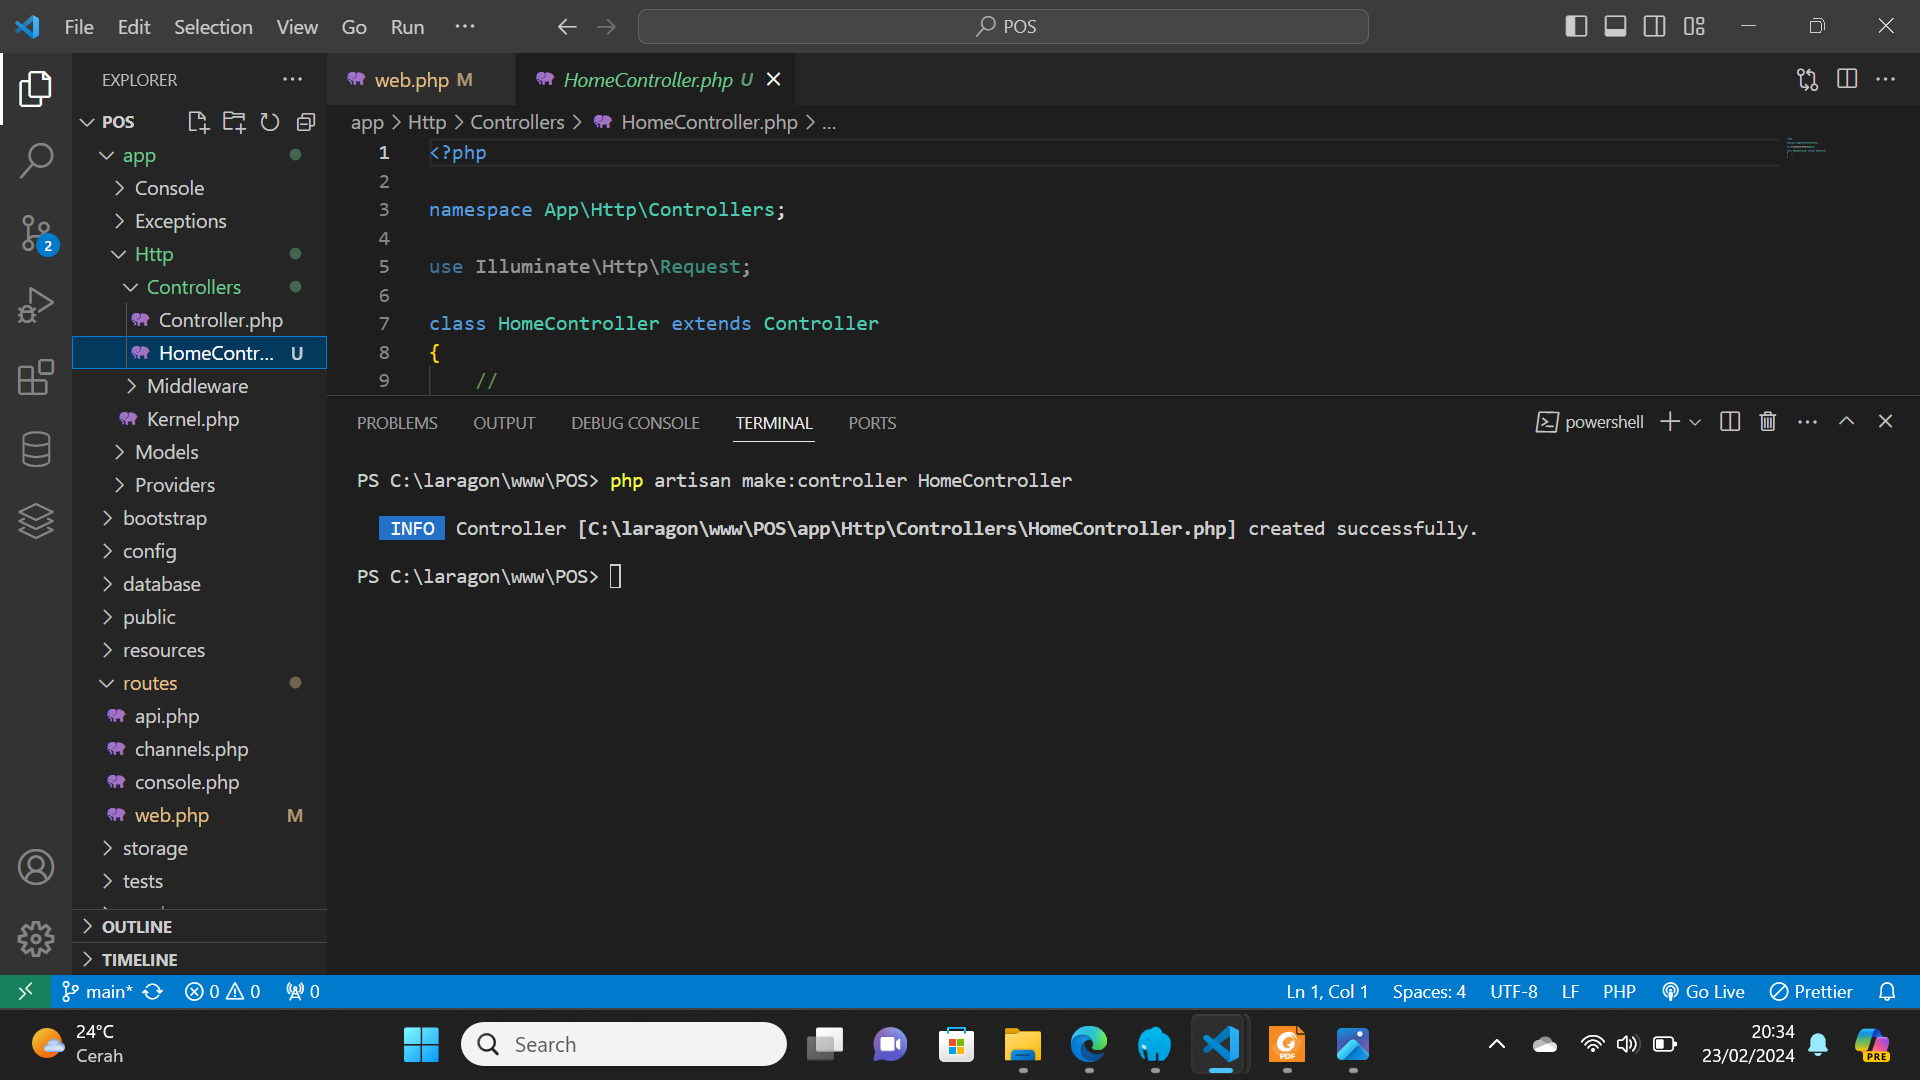 File Edit Selection View Go Run ···
POS
EXPLORER
web.php M
HomeController.php U
POS
app > Http > Controllers > HomeController.php > ...
app
Console
Exceptions
Http
Controllers
Controller.php
HomeContr... U
Middleware
Kernel.php
Models
Providers
bootstrap
config
database
public
resources
routes
api.php
channels.php
console.php
web.php M
storage
tests
OUTLINE
TIMELINE
2
1 <?php
2
3 namespace App\Http\Controllers;
4
5 use Illuminate\Http\Request;
6
7 class HomeController extends Controller
8 {
9 //
PROBLEMS OUTPUT DEBUG CONSOLE TERMINAL PORTS
powershell
PS C:\laragon\www\POS> php artisan make:controller HomeController
INFO Controller [C:\laragon\www\POS\app\Http\Controllers\HomeController.php] created successfully.
PS C:\laragon\www\POS>
main* 0 0 0
Ln 1, Col 1 Spaces: 4 UTF-8 LF PHP Go Live Prettier
24°C
Cerah
Search
PDF
20:34
23/02/2024
PRE